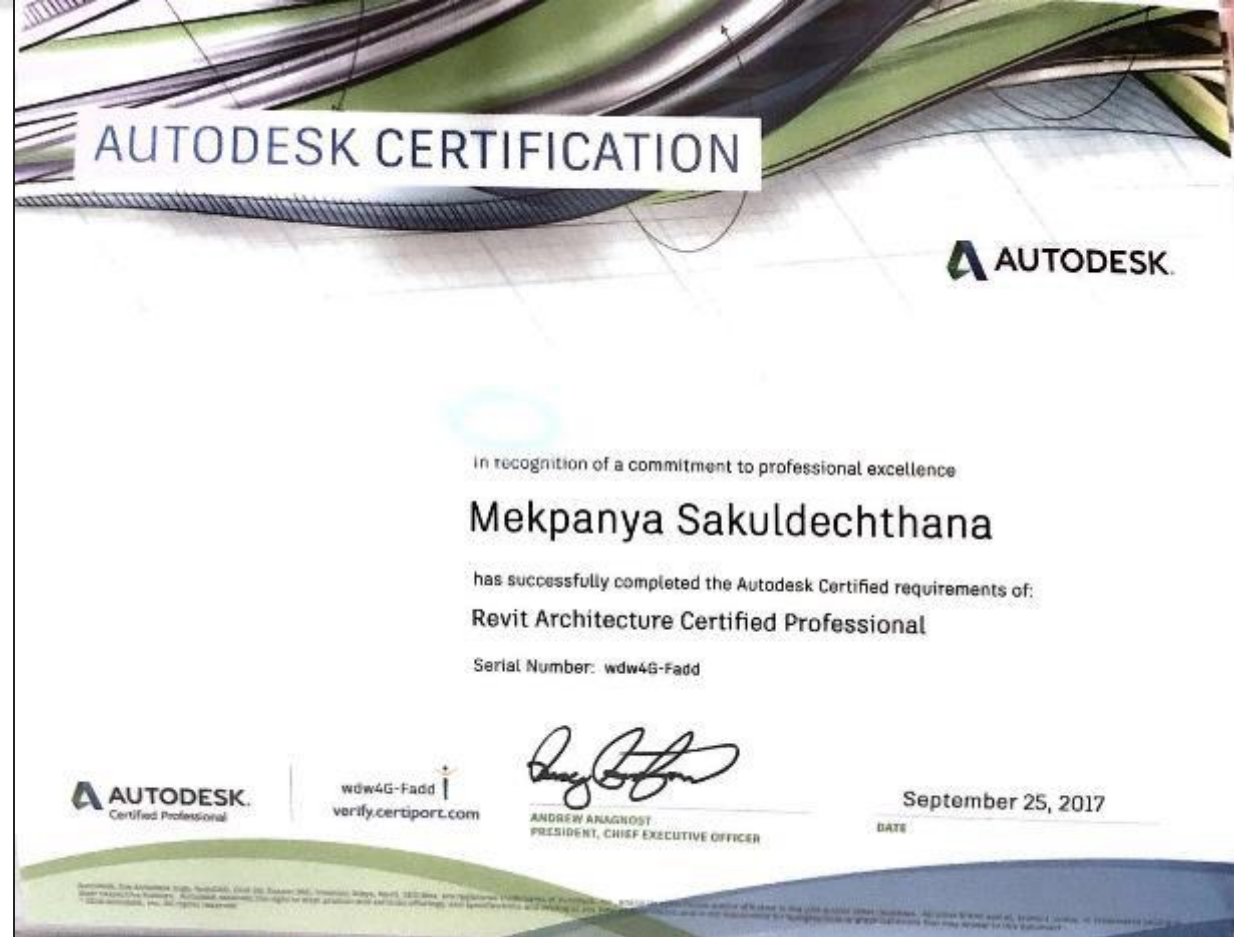 AUTODESK CERTIFICATION
AUTODESK.
in recognition of a commitment to professional excellence
Mekpanya Sakuldechthana
has successfully completed the Autodesk Certified requirements of:
Revit Architecture Certified Professional
Serial Number: wdw4G-Fadd
AUTODESK.
Certified Professional
wdw4G-Fadd
verify.certiport.com
ANDREW ANAGNOST
PRESIDENT, CHIEF EXECUTIVE OFFICER
September 25, 2017
DATE